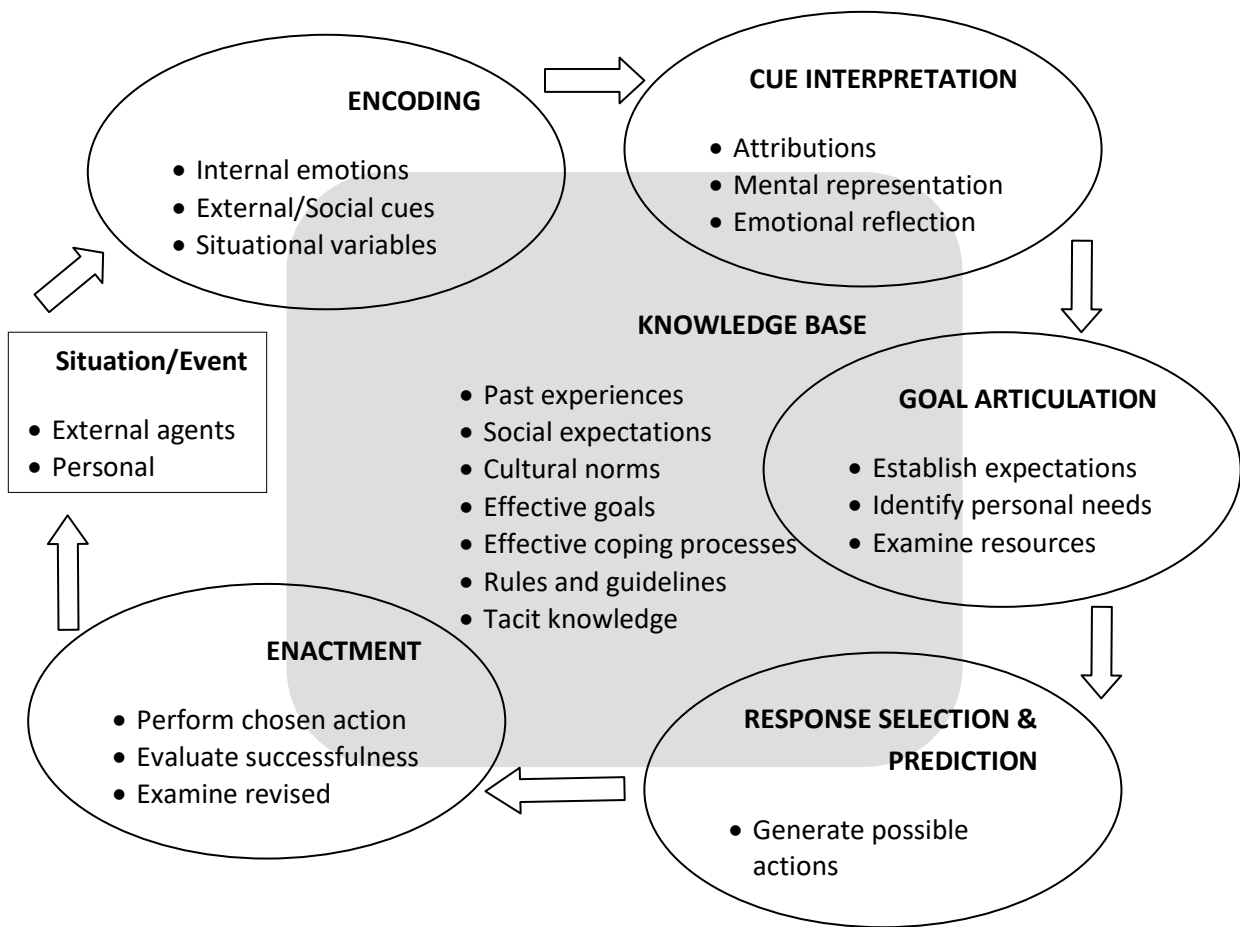 ENCODING
• Internal emotions
• External/Social cues
• Situational variables
CUE INTERPRETATION
• Attributions
• Mental representation
• Emotional reflection
Situation/Event
• External agents
• Personal
KNOWLEDGE BASE
• Past experiences
• Social expectations
• Cultural norms
• Effective goals
• Effective coping processes
• Rules and guidelines
• Tacit knowledge
GOAL ARTICULATION
• Establish expectations
• Identify personal needs
• Examine resources
ENACTMENT
• Perform chosen action
• Evaluate successfulness
• Examine revised
RESPONSE SELECTION &
PREDICTION
• Generate possible
actions